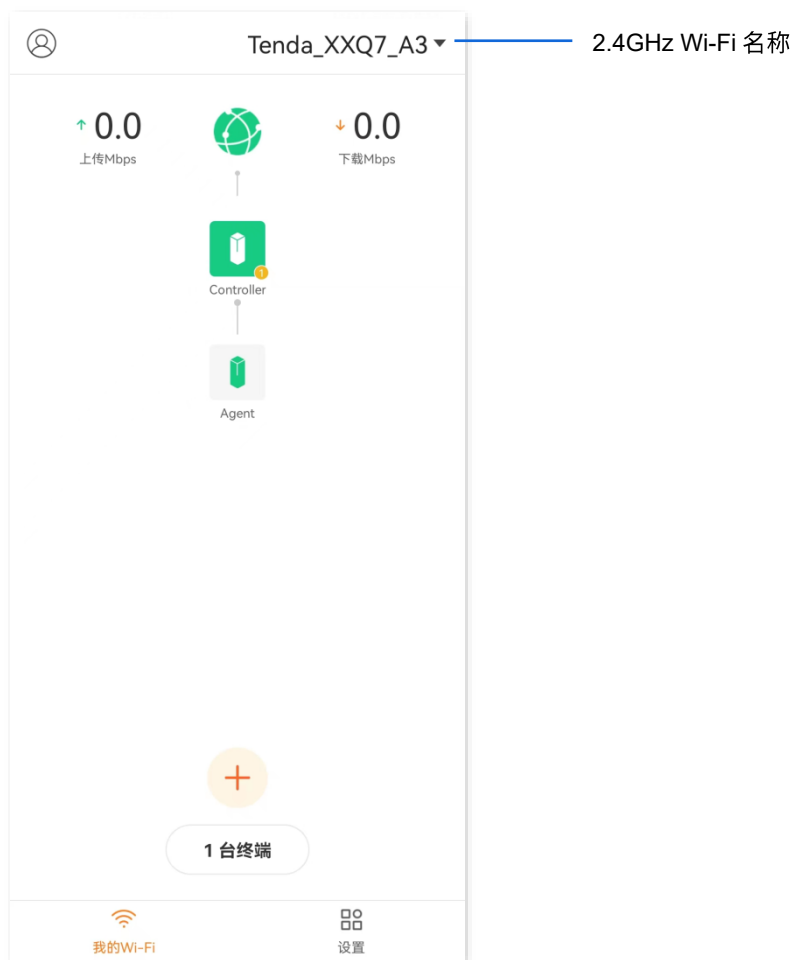 Tenda_XXQ7_A3
2.4GHz Wi-Fi 名称
0.0
0.0
上传Mbps
下载Mbps
1
Controller
Agent
1 台终端
我的Wi-Fi
设置